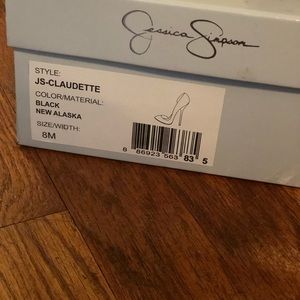 Jessica Simpson
STYLE:
JS-CLAUDETTE
COLOR/MATERIAL:
BLACK
NEW ALASKA
SIZE/WIDTH:
8M
8 86923 563 83 5